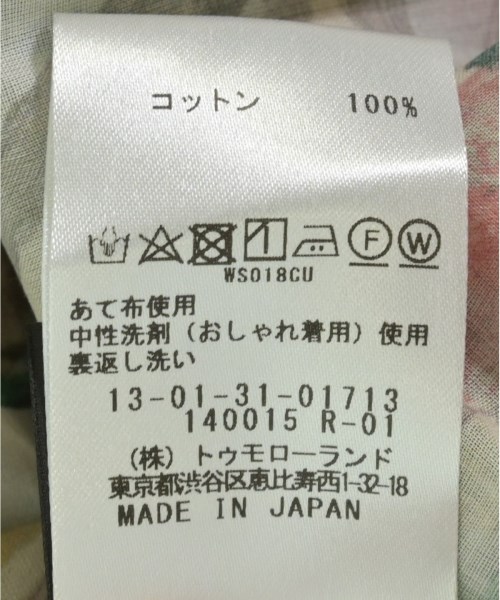 コットン 100%
F W
WS018CU
あて布使用
中性洗剤（おしゃれ着用）使用
裏返し洗い
13-01-31-01713
140015 R-01
（株）トゥモローランド
東京都渋谷区恵比寿西1-32-18
MADE IN JAPAN